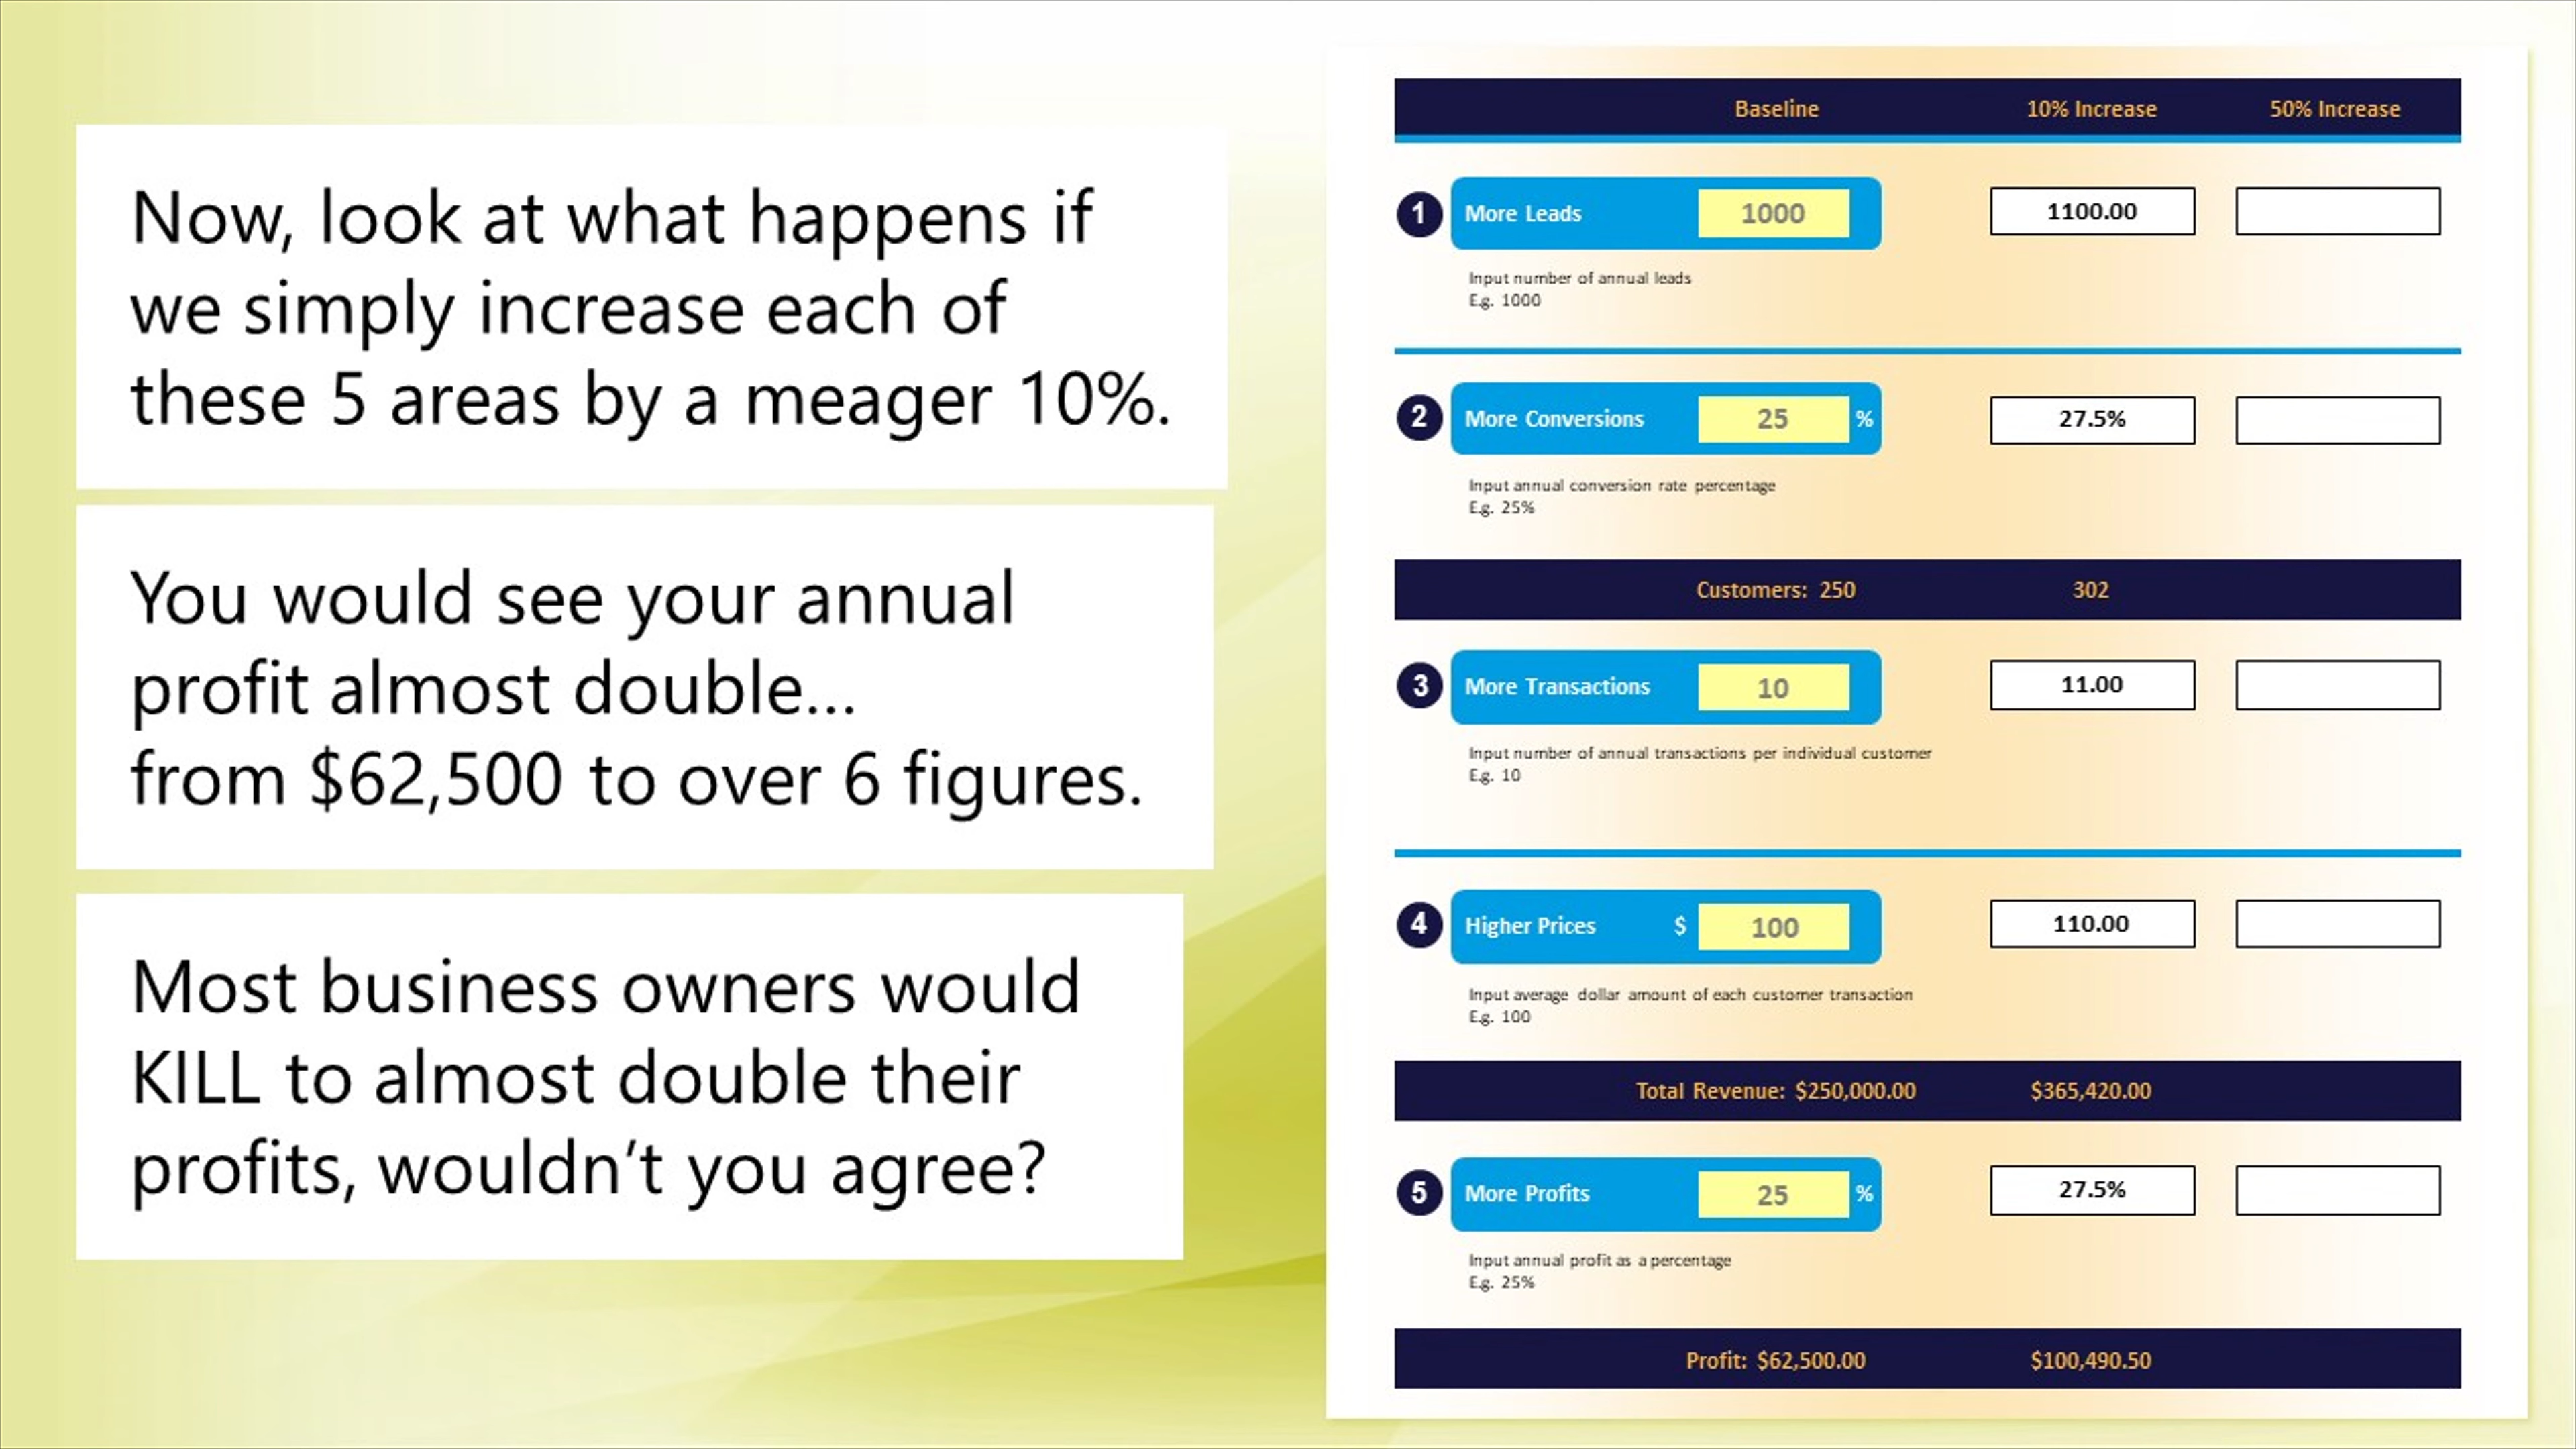 Now, look at what happens if
we simply increase each of
these 5 areas by a meager 10%.
You would see your annual
profit almost double...
from $62,500 to over 6 figures.
Most business owners would
KILL to almost double their
profits, wouldn't you agree?
Baseline 10% Increase 50% Increase
1 More Leads 1000 1100.00
Input number of annual leads
E.g. 1000
2 More Conversions 25 % 27.5%
Input annual conversion rate percentage
E.g. 25%
Customers: 250 302
3 More Transactions 10 11.00
Input number of annual transactions per individual customer
E.g. 10
4 Higher Prices $ 100 110.00
Input average dollar amount of each customer transaction
E.g. 100
Total Revenue: $250,000.00 $365,420.00
5 More Profits 25 % 27.5%
Input annual profit as a percentage
E.g. 25%
Profit: $62,500.00 $100,490.50